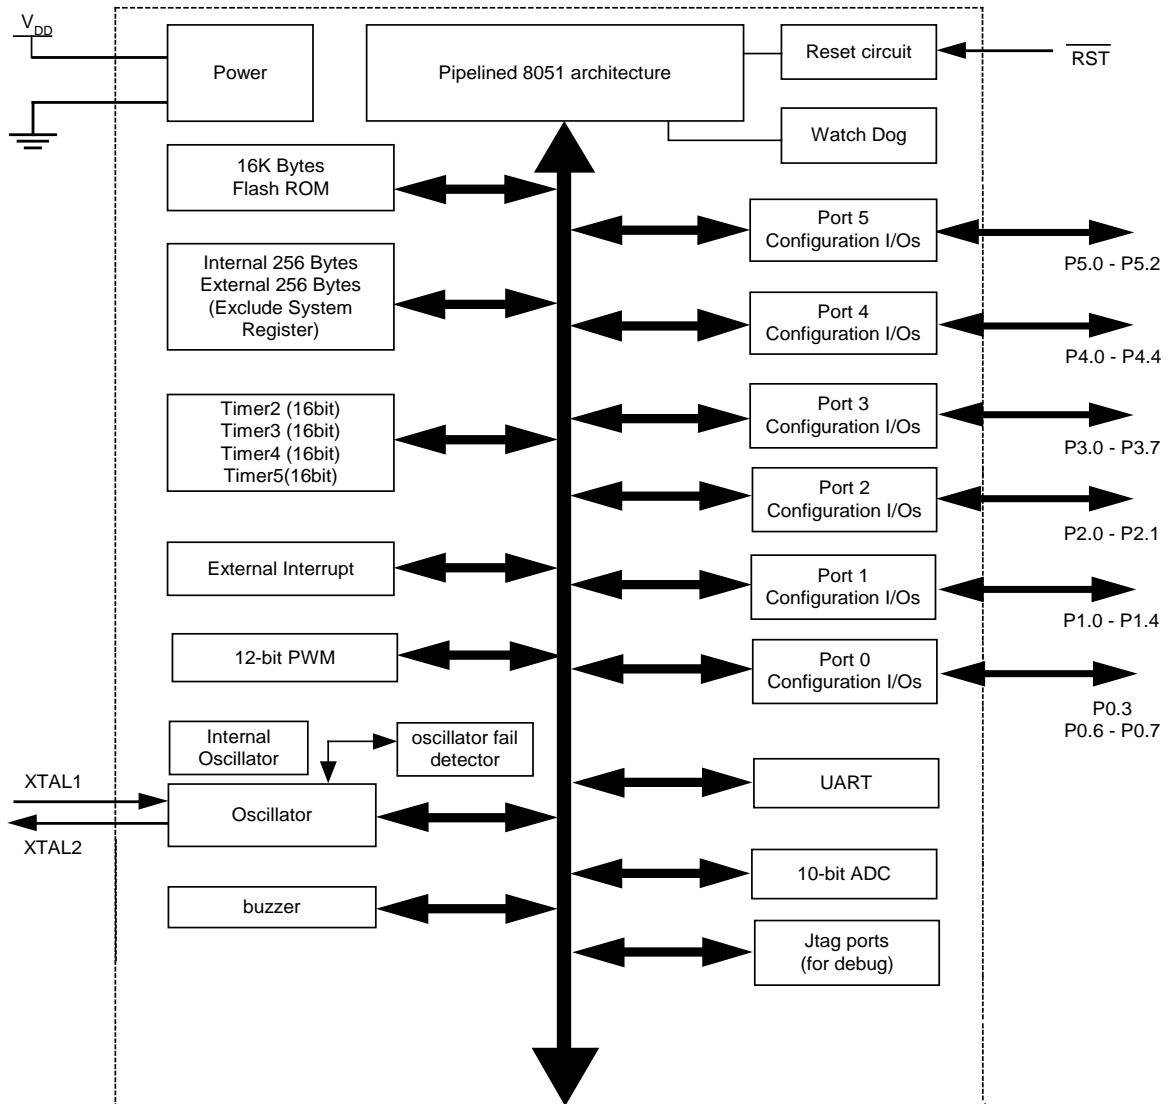 VDD
Power
Pipelined 8051 architecture
Reset circuit
RST
Watch Dog
16K Bytes
Flash ROM
Internal 256 Bytes
External 256 Bytes
(Exclude System
Register)
Timer2 (16bit)
Timer3 (16bit)
Timer4 (16bit)
Timer5(16bit)
External Interrupt
12-bit PWM
Internal
Oscillator
oscillator fail
detector
XTAL1
Oscillator
XTAL2
buzzer
Port 5
Configuration I/Os
P5.0 - P5.2
Port 4
Configuration I/Os
P4.0 - P4.4
Port 3
Configuration I/Os
P3.0 - P3.7
Port 2
Configuration I/Os
P2.0 - P2.1
Port 1
Configuration I/Os
P1.0 - P1.4
Port 0
Configuration I/Os
P0.3
P0.6 - P0.7
UART
10-bit ADC
Jtag ports
(for debug)